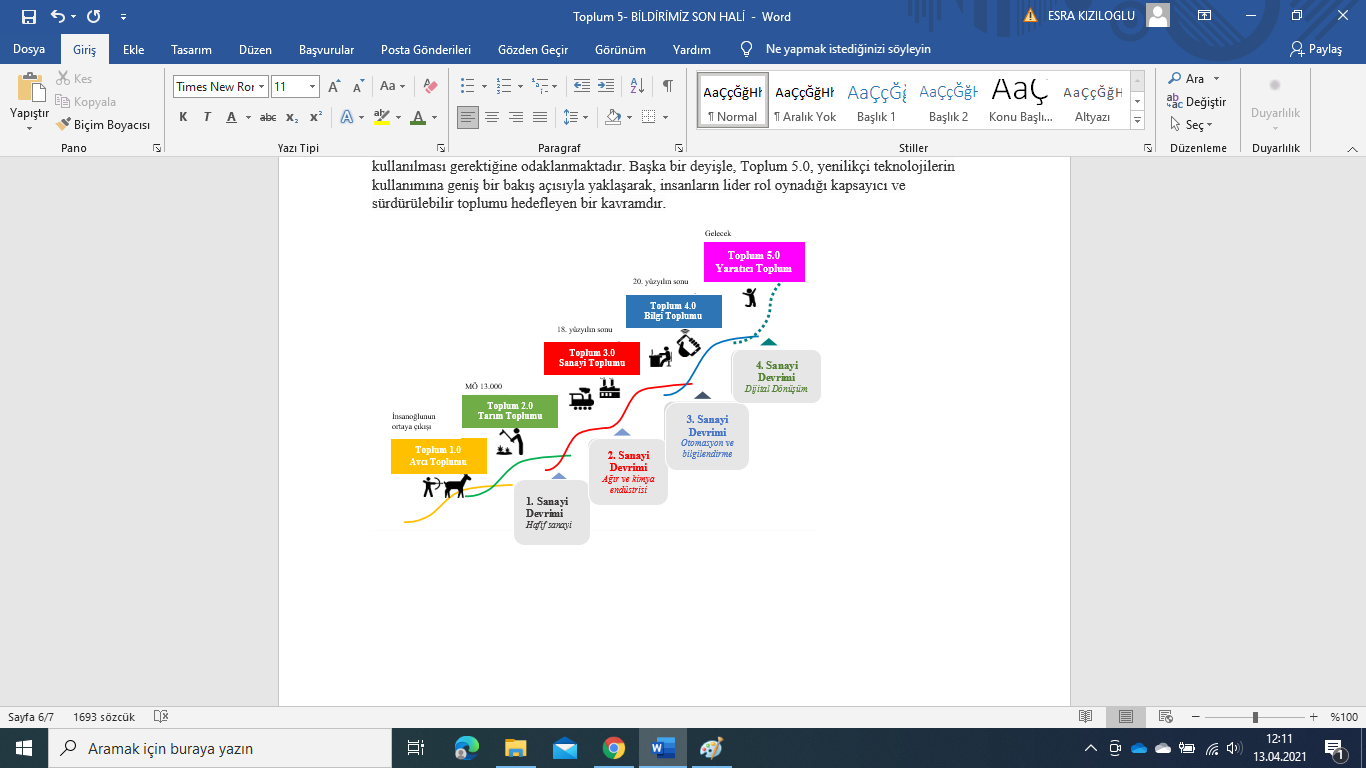 Toplum 5- BİLDİRİMİZ SON HALİ - Word
ESRA KIZILOGLU
Dosya Giriş Ekle Tasarım Düzen Başvurular Posta Gönderileri Gözden Geçir Görünüm Yardım Ne yapmak istediğinizi söyleyin Paylaş
Yapıştır
Kes
Kopyala
Biçim Boyacısı
Pano
Times New Ror 11
Yazı Tipi
Paragraf
AaÇçĞğHł AaÇçĞğHł AaÇçĞğ AaÇçĞğH AaÇ AaÇçĞğH
¶ Normal ¶ Aralık Yok Başlık 1 Başlık 2 Konu Başlı... Altyazı
Stiller
Ara
Değiştir
Seç
Düzenleme
Duyarlılık
Duyarlılık
kullanılması gerektiğine odaklanmaktadır. Başka bir deyişle, Toplum 5.0, yenilikçi teknolojilerin
kullanımına geniş bir bakış açısıyla yaklaşarak, insanların lider rol oynadığı kapsayıcı ve
sürdürülebilir toplumu hedefleyen bir kavramdır.
Gelecek
Toplum 5.0
Yaratıcı Toplum
20. yüzyılın sonu
Toplum 4.0
Bilgi Toplumu
18. yüzyılın sonu
Toplum 3.0
Sanayi Toplumu
MÖ 13.000
Toplum 2.0
Tarım Toplumu
İnsanoğlunun
ortaya çıkışı
Toplum 1.0
Avcı Toplumu
4. Sanayi
Devrimi
Dijital Dönüşüm
3. Sanayi
Devrimi
Otomasyon ve
bilgilendirme
2. Sanayi
Devrimi
Ağır ve kimya
endüstrisi
1. Sanayi
Devrimi
Hafif sanayi
Sayfa 6/7 1693 sözcük %100
Aramak için buraya yazın
12:11
13.04.2021
1